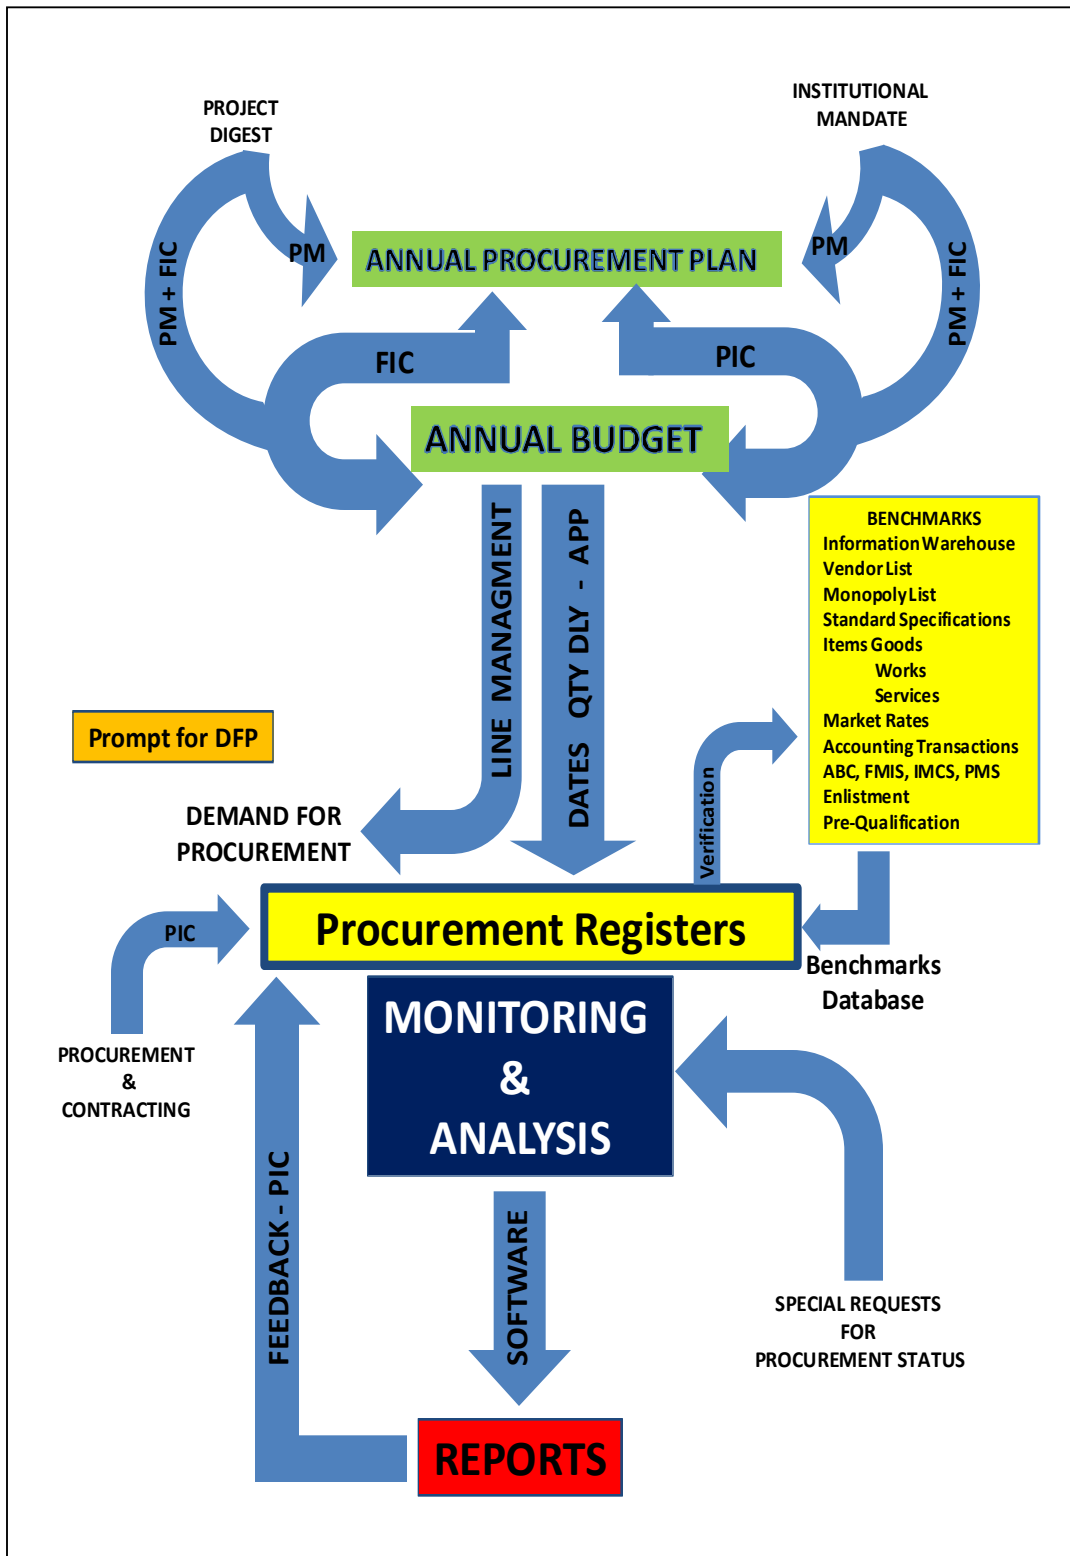 PROJECT
DIGEST
INSTITUTIONAL
MANDATE
PM + FIC
PM
PM
PM + FIC
ANNUAL PROCUREMENT PLAN
FIC
PIC
ANNUAL BUDGET
LINE MANAGMENT
DATES QTY DLY - APP
BENCHMARKS
Information Warehouse
Vendor List
Monopoly List
Standard Specifications
Items Goods
Works
Services
Market Rates
Accounting Transactions
ABC, FMIS, IMCS, PMS
Enlistment
Pre-Qualification
Prompt for DFP
Verification
DEMAND FOR
PROCUREMENT
PIC
Procurement Registers
Benchmarks
Database
MONITORING
&
ANALYSIS
PROCUREMENT
&
CONTRACTING
FEEDBACK - PIC
SOFTWARE
SPECIAL REQUESTS
FOR
PROCUREMENT STATUS
REPORTS